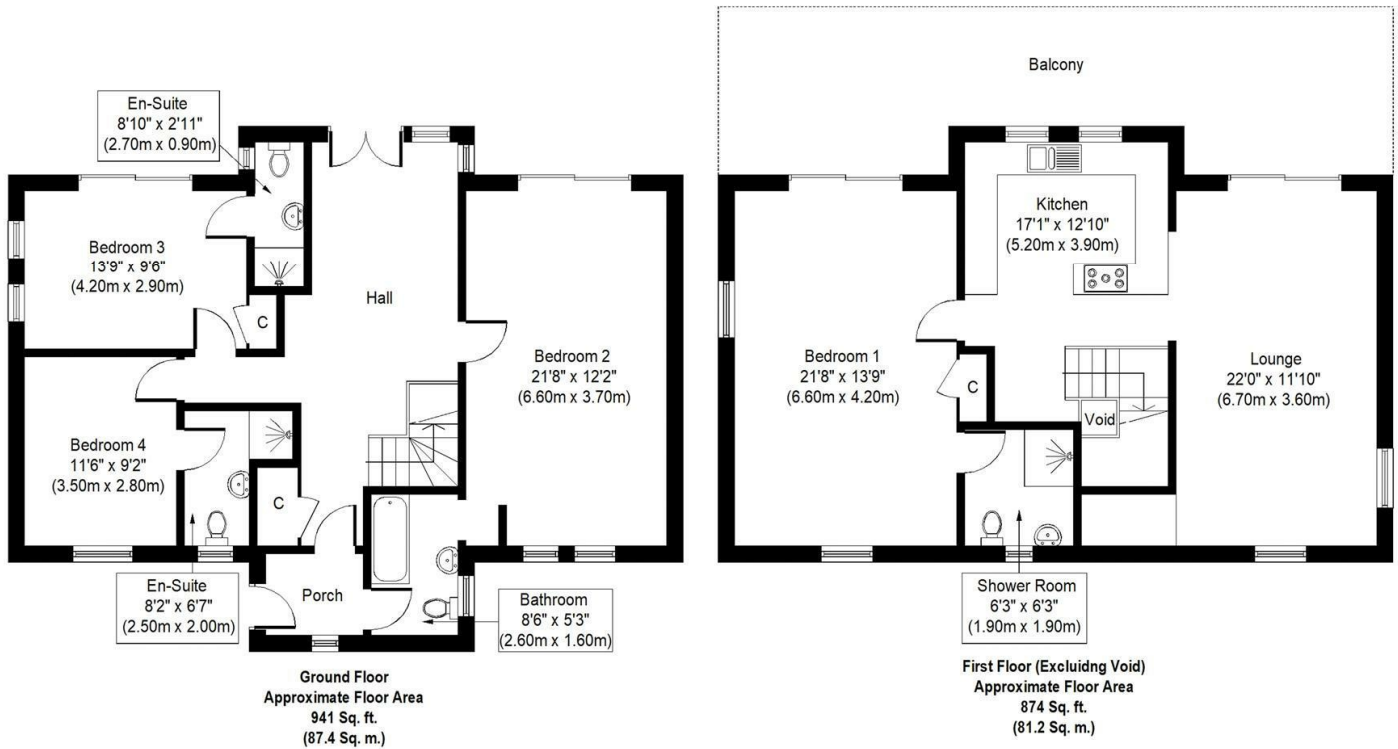 En-Suite
8'10" x 2'11"
(2.70m x 0.90m)
Bedroom 3
13'9" x 9'6"
(4.20m x 2.90m)
C
Hall
Bedroom 2
21'8" x 12'2"
(6.60m x 3.70m)
Bedroom 4
11'6" x 9'2"
(3.50m x 2.80m)
C
En-Suite
8'2" x 6'7"
(2.50m x 2.00m)
Porch
Bathroom
8'6" x 5'3"
(2.60m x 1.60m)
Ground Floor
Approximate Floor Area
941 Sq. ft.
(87.4 Sq. m.)
Balcony
Kitchen
17'1" x 12'10"
(5.20m x 3.90m)
Bedroom 1
21'8" x 13'9"
(6.60m x 4.20m)
C
Void
Lounge
22'0" x 11'10"
(6.70m x 3.60m)
Shower Room
6'3" x 6'3"
(1.90m x 1.90m)
First Floor (Excluidng Void)
Approximate Floor Area
874 Sq. ft.
(81.2 Sq. m.)